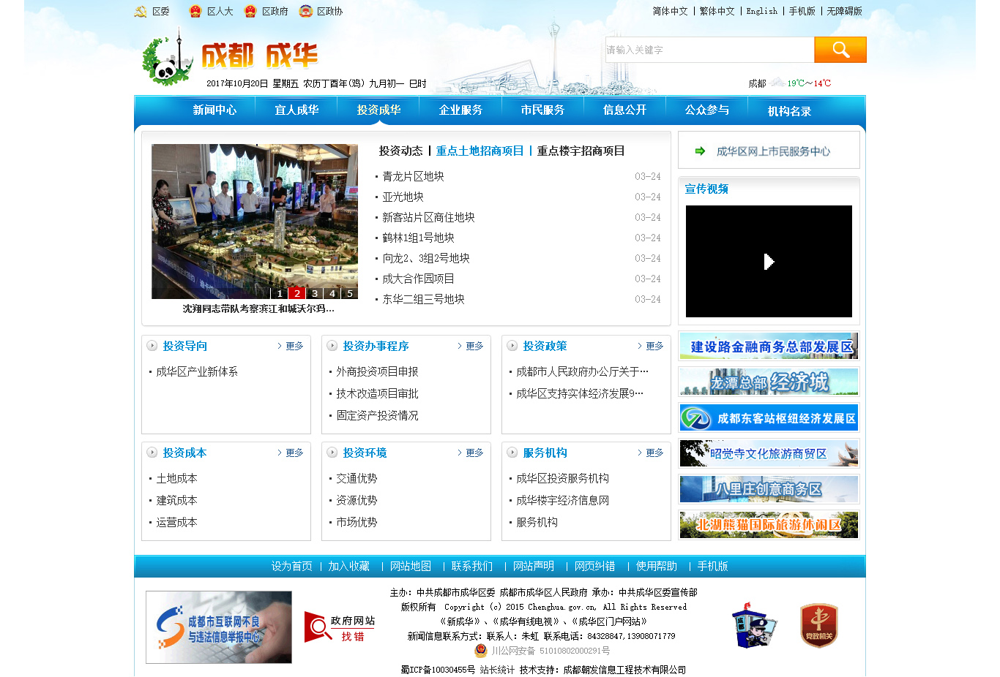 区委 区人大 区政府 区政协
简体中文 | 繁体中文 | English | 手机版 | 无障碍版
成都 成华
请输入关键字
2017年10月20日 星期五 农历丁酉年(鸡) 九月初一 巳时
成都 19℃～14℃
新闻中心 宜人成华 投资成华 企业服务 市民服务 信息公开 公众参与 机构名录
投资动态 | 重点土地招商项目 | 重点楼宇招商项目
青龙片区地块 03-24
亚光地块 03-24
新客站片区商住地块 03-24
鹤林1组1号地块 03-24
向龙2、3组2号地块 03-24
成大合作园项目 03-24
东华二组三号地块 03-24
1 2 3 4 5
沈翔同志带队考察滨江和城沃尔玛...
成华区网上市民服务中心
宣传视频
建设路金融商务总部发展区
龙潭总部 经济城
成都东客站枢纽经济发展区
昭觉寺文化旅游商贸区
八里庄创意商务区
北湖熊猫国际旅游休闲区
投资导向 > 更多
成华区产业新体系
投资办事程序 > 更多
外商投资项目申报
技术改造项目审批
固定资产投资情况
投资政策 > 更多
成都市人民政府办公厅关于…
成华区支持实体经济发展9…
投资成本 > 更多
土地成本
建筑成本
运营成本
投资环境 > 更多
交通优势
资源优势
市场优势
服务机构 > 更多
成华区投资服务机构
成华楼宇经济信息网
服务机构
设为首页 | 加入收藏 | 网站地图 | 联系我们 | 网站声明 | 网页纠错 | 使用帮助 | 手机版
成都市互联网不良
与违法信息举报中心
政府网站
找错
主办：中共成都市成华区委 成都市成华区人民政府 承办：中共成华区委宣传部
版权所有 Copyright (c) 2015 Chenghua.gov.cn, All Rights Reserved
《新成华》、《成华有线电视》、《成华区门户网站》
新闻信息联系方式：联系人：朱虹 联系电话：84328847,13908071779
川公网安备 51010802000291号
蜀ICP备10030455号 站长统计 技术支持：成都朝发信息工程技术有限公司
党政机关